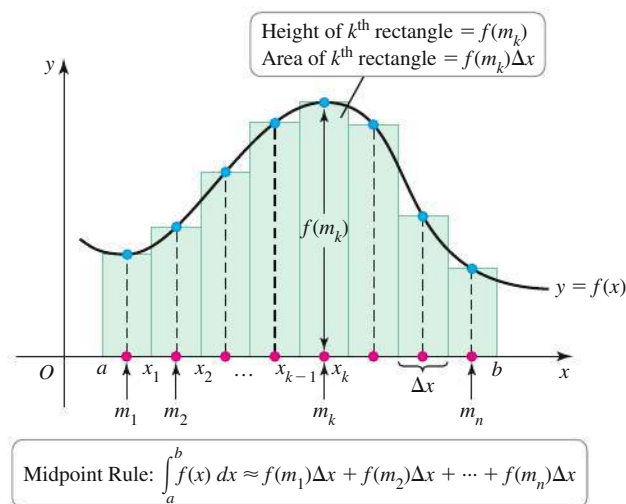 Height of kᵗʰ rectangle = f(mₖ)
Area of kᵗʰ rectangle = f(mₖ)Δx
y
f(mₖ)
y = f(x)
O a x₁ x₂ … xₖ₋₁ xₖ Δx b x
m₁ m₂ mₖ mₙ
Midpoint Rule: ∫ₐᵇ f(x) dx ≈ f(m₁)Δx + f(m₂)Δx + ⋯ + f(mₙ)Δx